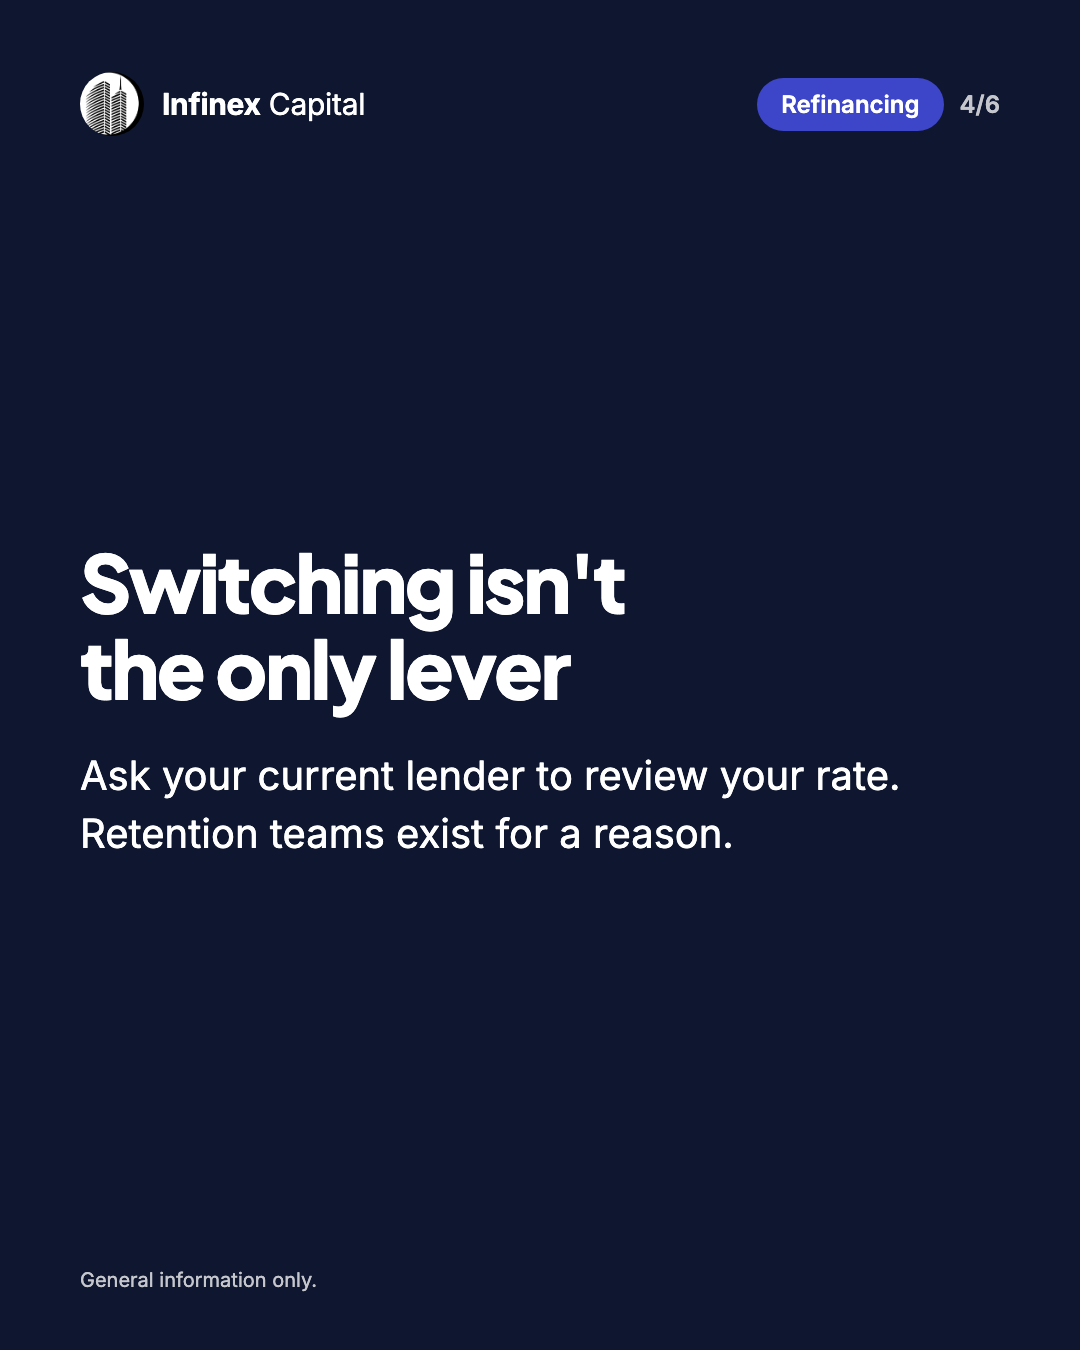 Infinex Capital
Refinancing 4/6
Switching isn't
the only lever
Ask your current lender to review your rate.
Retention teams exist for a reason.
General information only.